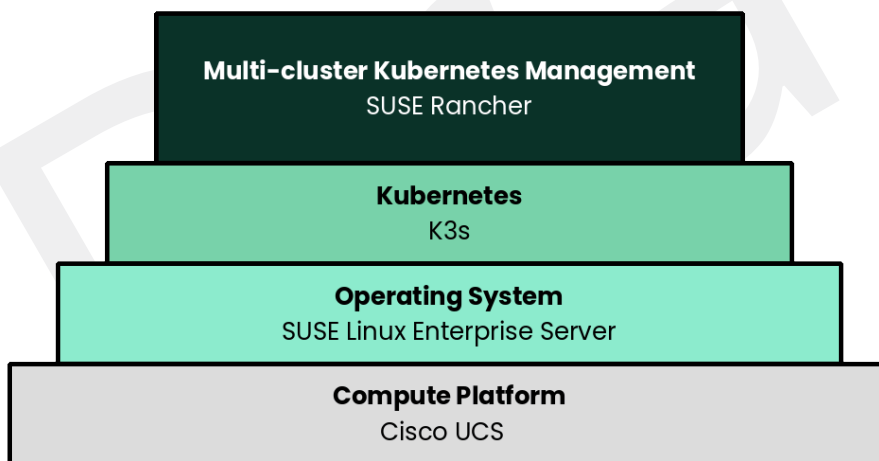 Multi-cluster Kubernetes Management
SUSE Rancher
Kubernetes
K3s
Operating System
SUSE Linux Enterprise Server
Compute Platform
Cisco UCS